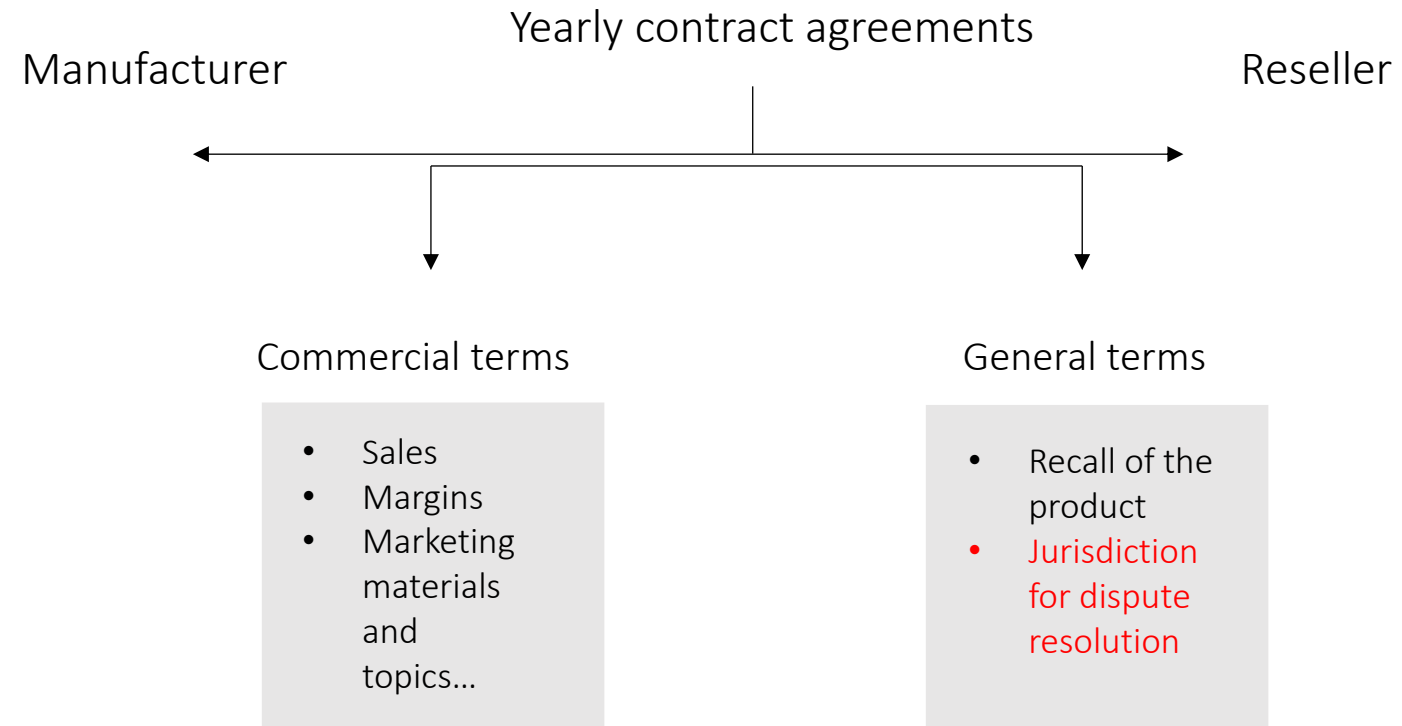 Yearly contract agreements
Manufacturer
Reseller
Commercial terms
• Sales
• Margins
• Marketing
materials
and
topics...
General terms
• Recall of the
product
• Jurisdiction
for dispute
resolution